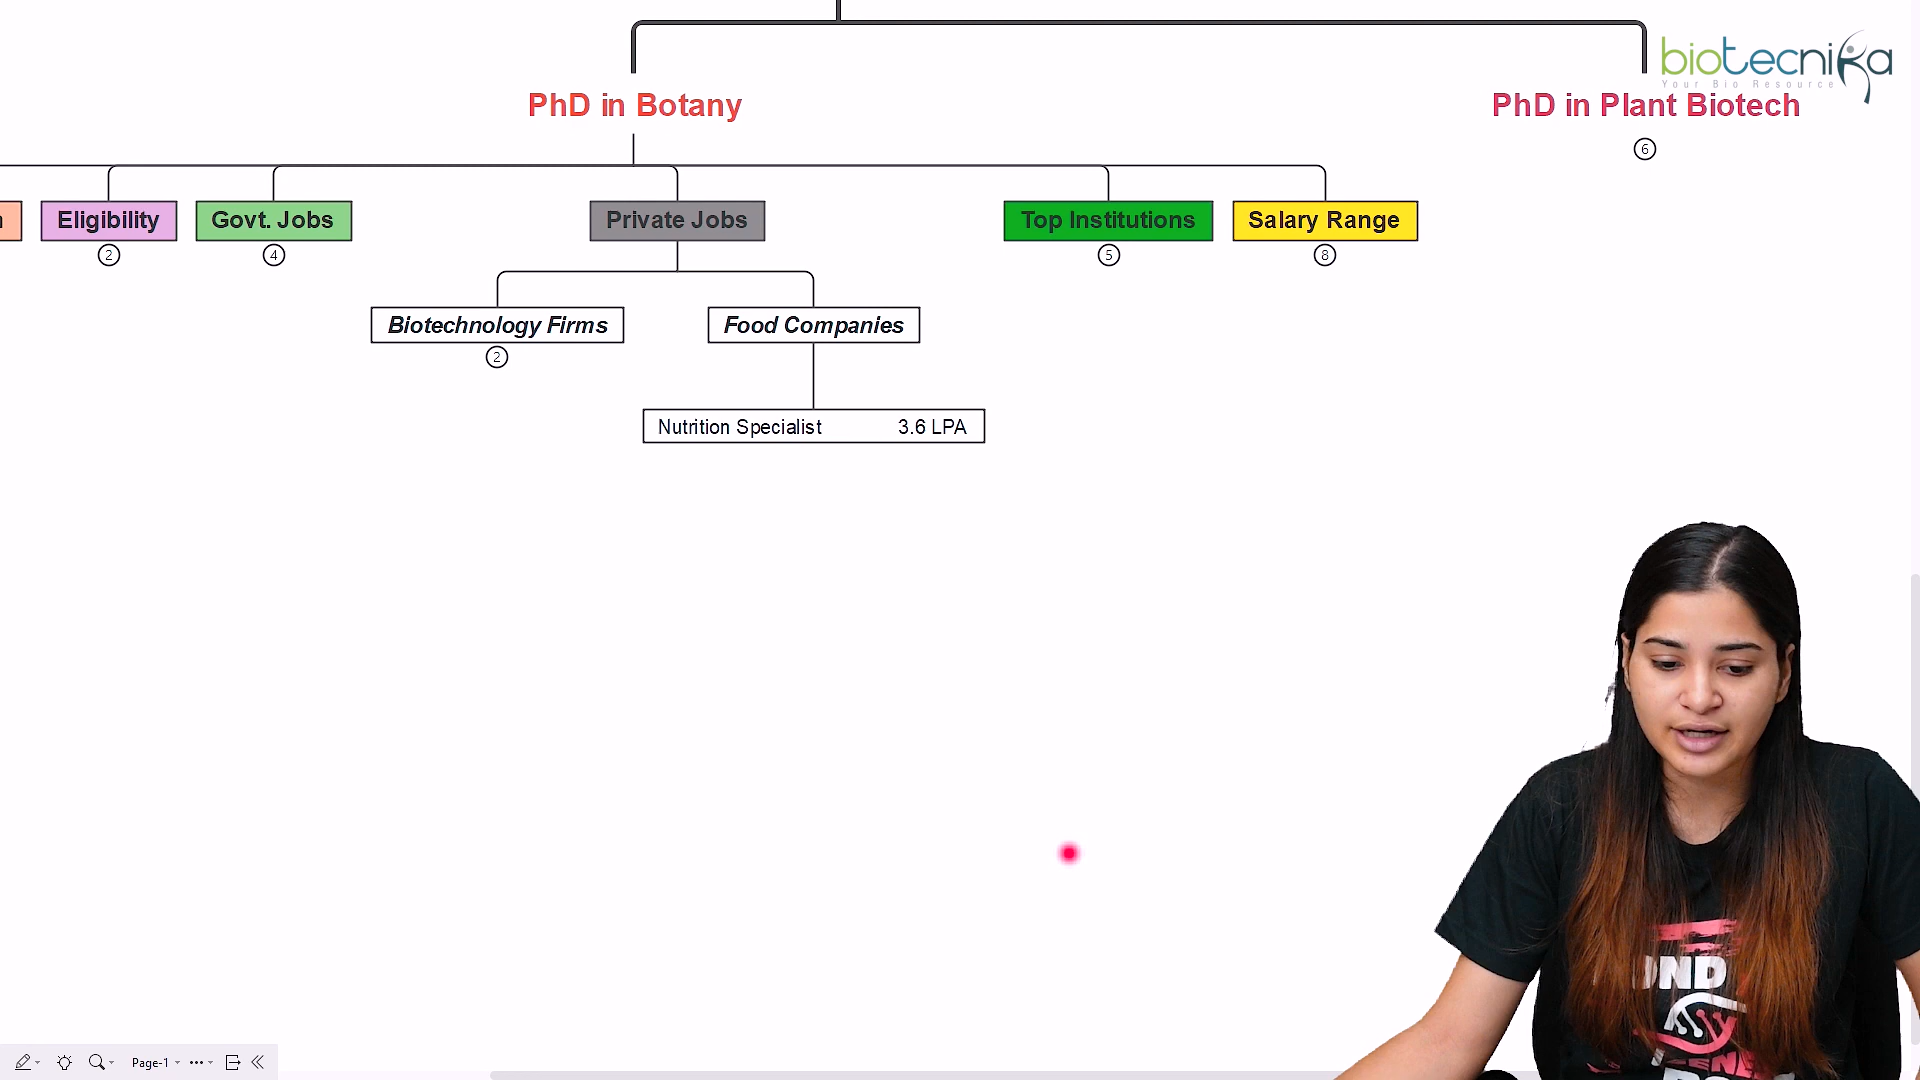 biotecnika
Your Bio Resource
PhD in Botany
PhD in Plant Biotech
6
Eligibility
Govt. Jobs
Private Jobs
Top Institutions
Salary Range
2
4
5
8
Biotechnology Firms
Food Companies
2
Nutrition Specialist 3.6 LPA
Page-1